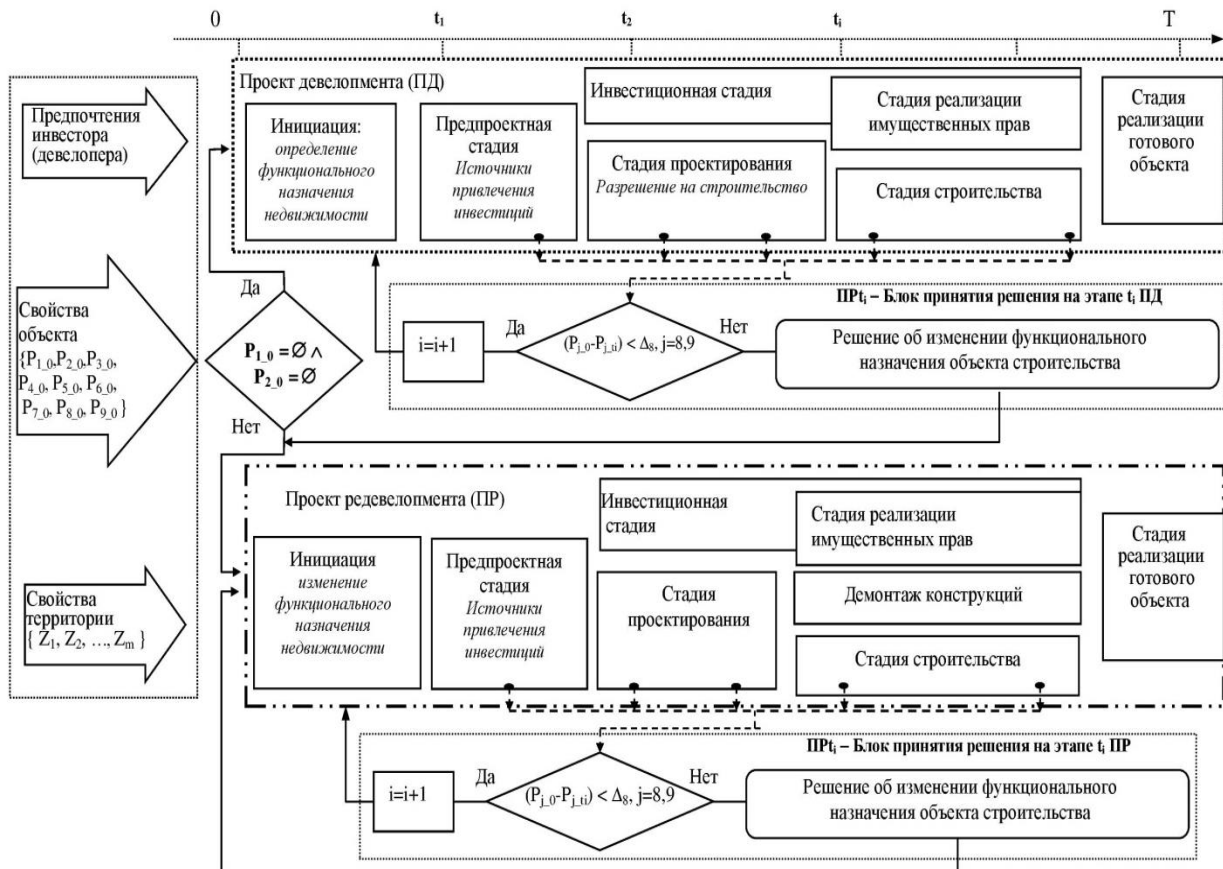 0 t₁ t₂ tᵢ T
Предпочтения
инвестора
(девелопера)
Свойства
объекта
{P₁_₀,P₂_₀,P₃_₀,
P₄_₀, P₅_₀, P₆_₀,
P₇_₀, P₈_₀, P₉_₀ }
Свойства
территории
{ Z₁, Z₂, …, Zₘ }
Да
P₁_₀ = ∅ ∧
P₂_₀ = ∅
Нет
Проект девелопмента (ПД)
Инициация:
определение
функционального
назначения
недвижимости
Предпроектная
стадия
Источники
привлечения
инвестиций
Инвестиционная стадия
Стадия проектирования
Разрешение на строительство
Стадия реализации
имущественных прав
Стадия строительства
Стадия
реализации
готового
объекта
ПРtᵢ – Блок принятия решения на этапе tᵢ ПД
i=i+1
Да
(Pⱼ_₀-Pⱼ_ₜᵢ) < Δ₈, j=8,9
Нет
Решение об изменении функционального
назначения объекта строительства
Проект редевелопмента (ПР)
Инициация
изменение
функционального
назначения
недвижимости
Предпроектная
стадия
Источники
привлечения
инвестиций
Инвестиционная
стадия
Стадия
проектирования
Стадия реализации
имущественных прав
Демонтаж конструкций
Стадия строительства
Стадия
реализации
готового
объекта
ПРtᵢ – Блок принятия решения на этапе tᵢ ПР
i=i+1
Да
(Pⱼ_₀-Pⱼ_ₜᵢ) < Δ₈, j=8,9
Нет
Решение об изменении функционального
назначения объекта строительства